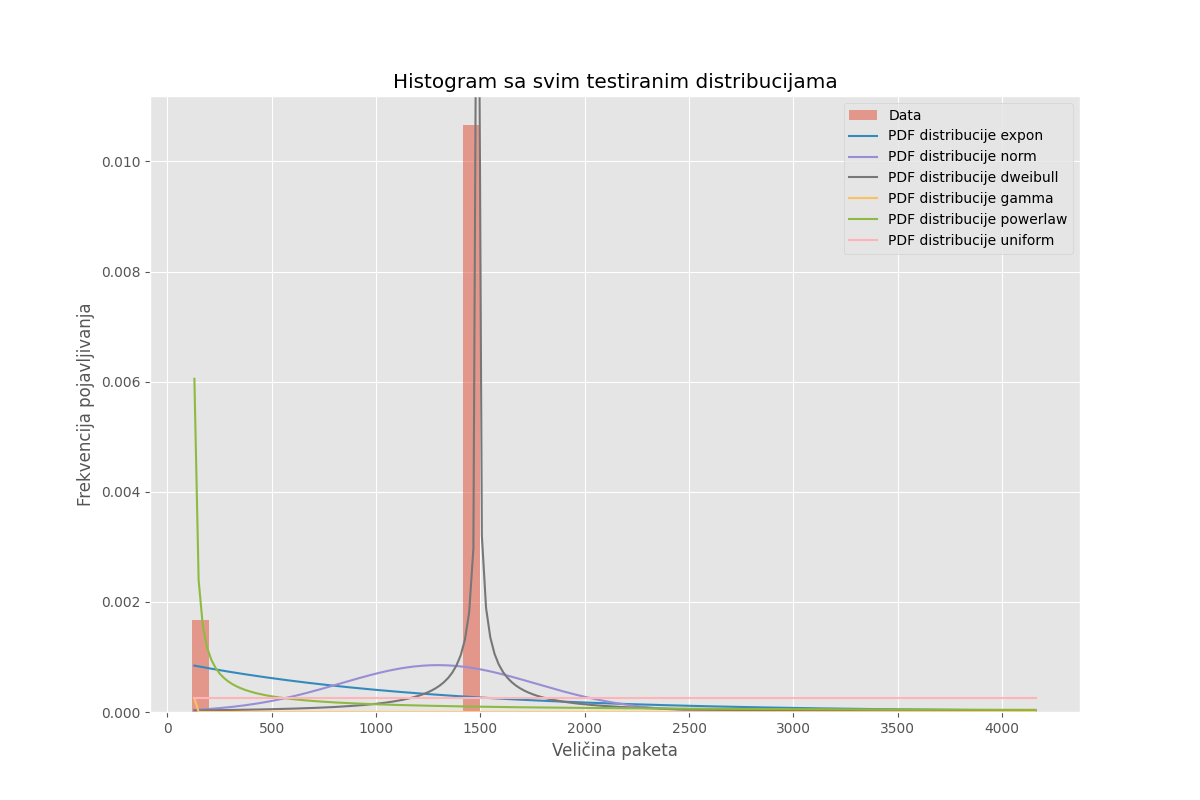 Histogram sa svim testiranim distribucijama
Frekvencija pojavljivanja
0.010
0.008
0.006
0.004
0.002
0.000
Data
PDF distribucije expon
PDF distribucije norm
PDF distribucije dweibull
PDF distribucije gamma
PDF distribucije powerlaw
PDF distribucije uniform
0 500 1000 1500 2000 2500 3000 3500 4000
Veličina paketa